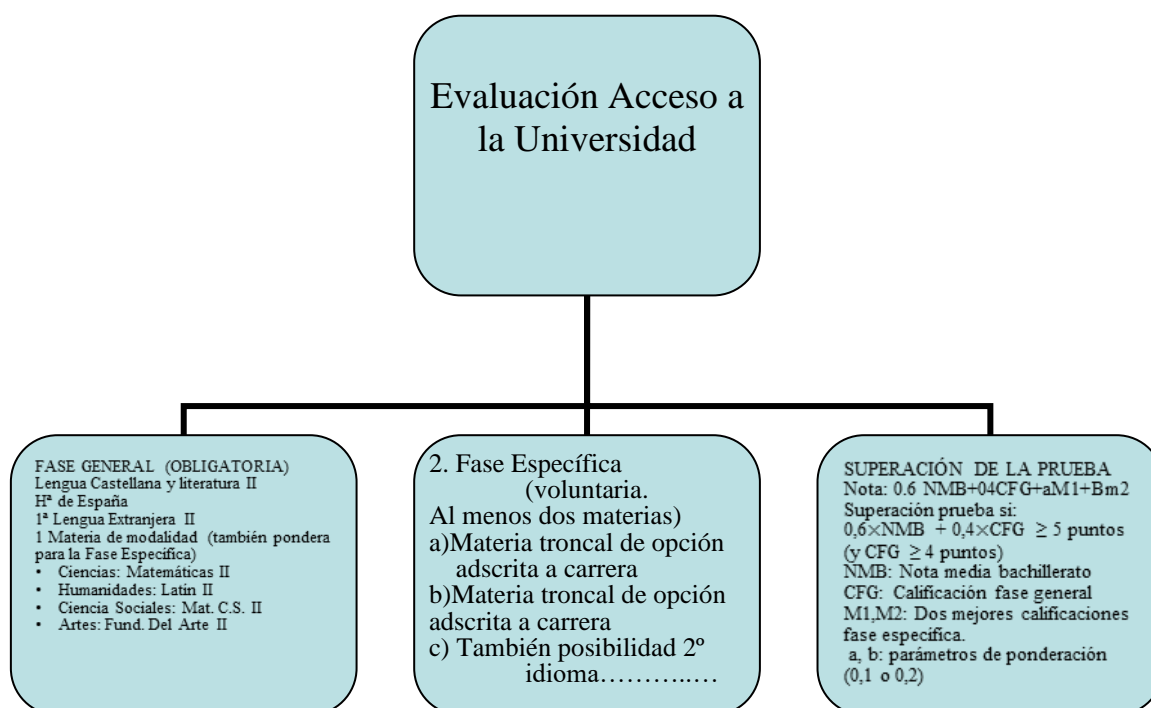 Evaluación Acceso a
la Universidad
FASE GENERAL (OBLIGATORIA)
Lengua Castellana y literatura II
Hª de España
1ª Lengua Extranjera II
1 Materia de modalidad (también pondera
para la Fase Específica)
• Ciencias: Matemáticas II
• Humanidades: Latín II
• Ciencia Sociales: Mat. C.S. II
• Artes: Fund. Del Arte II
2. Fase Específica
(voluntaria.
Al menos dos materias)
a)Materia troncal de opción
adscrita a carrera
b)Materia troncal de opción
adscrita a carrera
c) También posibilidad 2º
idioma………..…
SUPERACIÓN DE LA PRUEBA
Nota: 0.6 NMB+04CFG+aM1+Bm2
Superación prueba si:
0,6×NMB + 0,4×CFG ≥ 5 puntos
(y CFG ≥ 4 puntos)
NMB: Nota media bachillerato
CFG: Calificación fase general
M1,M2: Dos mejores calificaciones
fase específica.
a, b: parámetros de ponderación
(0,1 o 0,2)